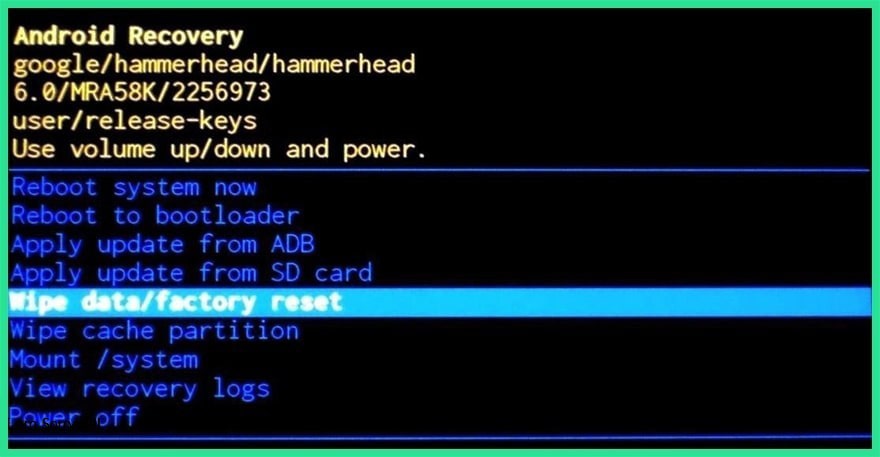 Android Recovery
google/hammerhead/hammerhead
6.0/MRA58K/2256973
user/release-keys
Use volume up/down and power.
Reboot system now
Reboot to bootloader
Apply update from ADB
Apply update from SD card
Wipe data/factory reset
Wipe cache partition
Mount /system
View recovery logs
Power off